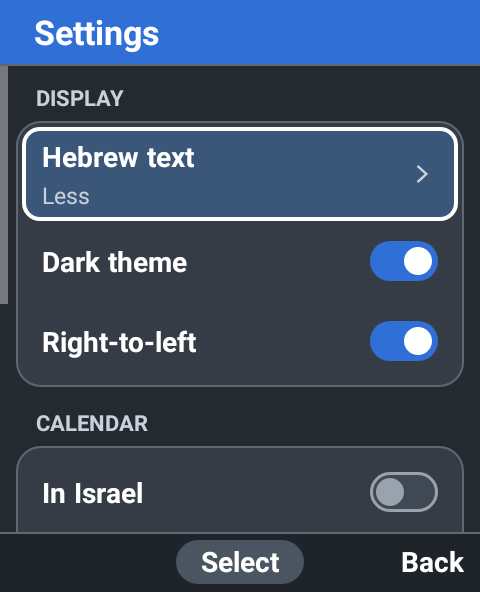 Settings
DISPLAY
Hebrew text
Less
Dark theme
Right-to-left
CALENDAR
In Israel
Select
Back